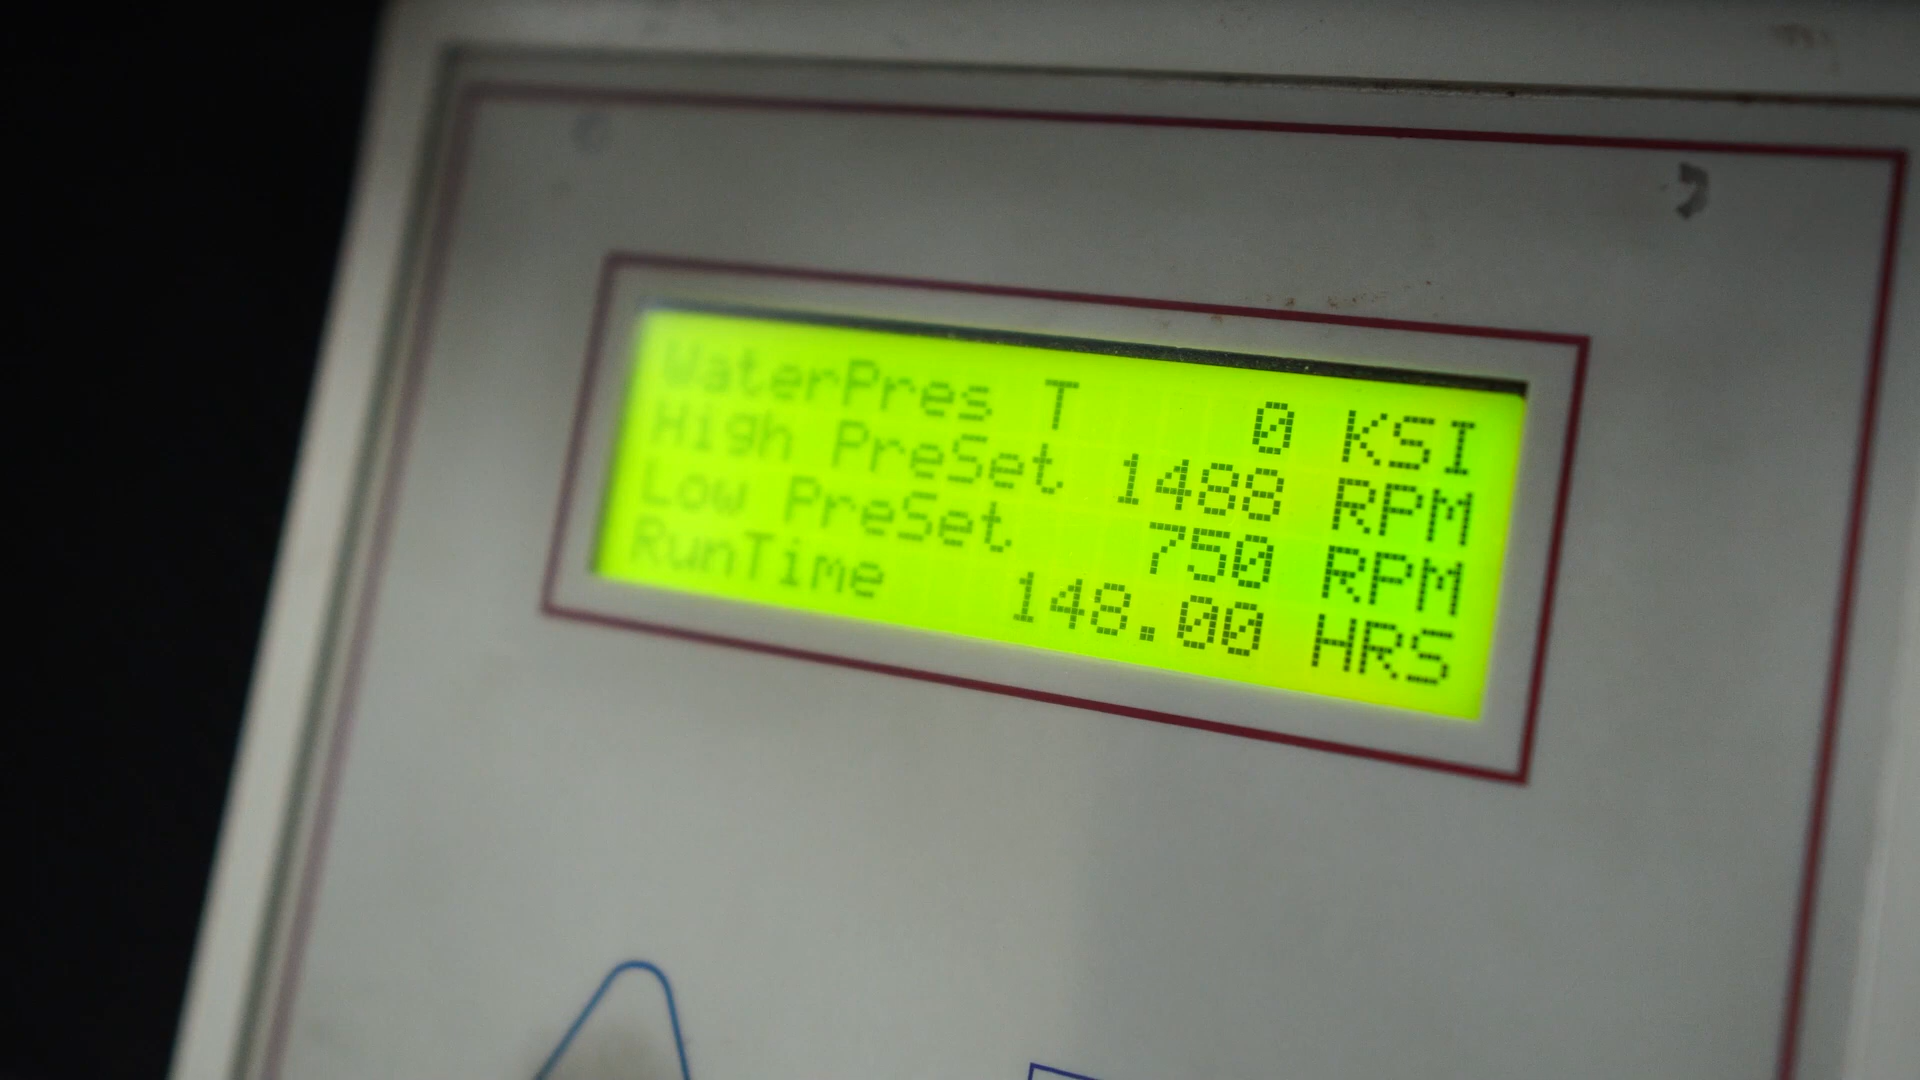 WaterPres T 0 KSI
High PreSet 1488 RPM
Low PreSet 750 RPM
RunTime 148.00 HRS